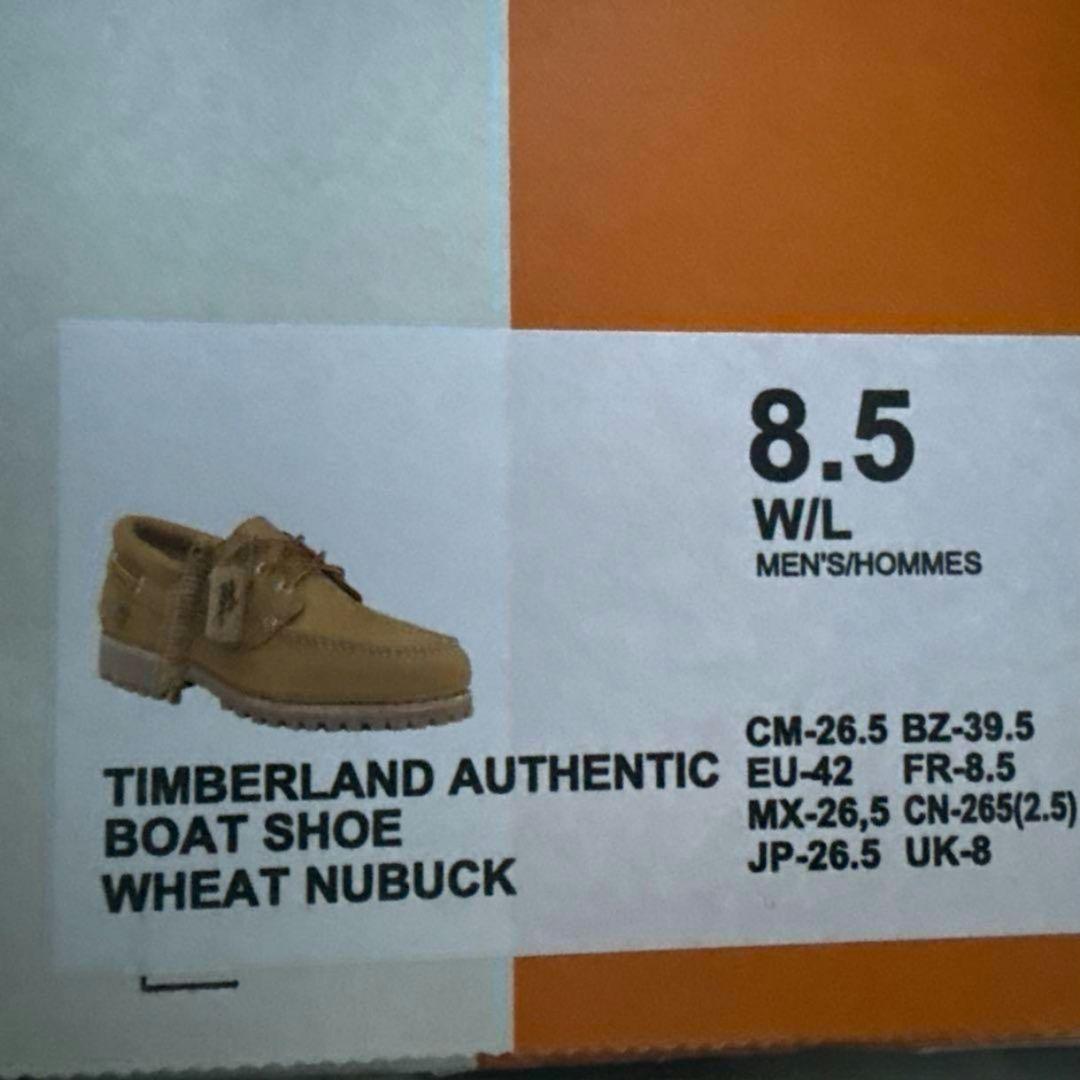 8.5
W/L
MEN'S/HOMMES
TIMBERLAND AUTHENTIC
BOAT SHOE
WHEAT NUBUCK
CM-26.5 BZ-39.5
EU-42 FR-8.5
MX-26,5 CN-265(2.5)
JP-26.5 UK-8